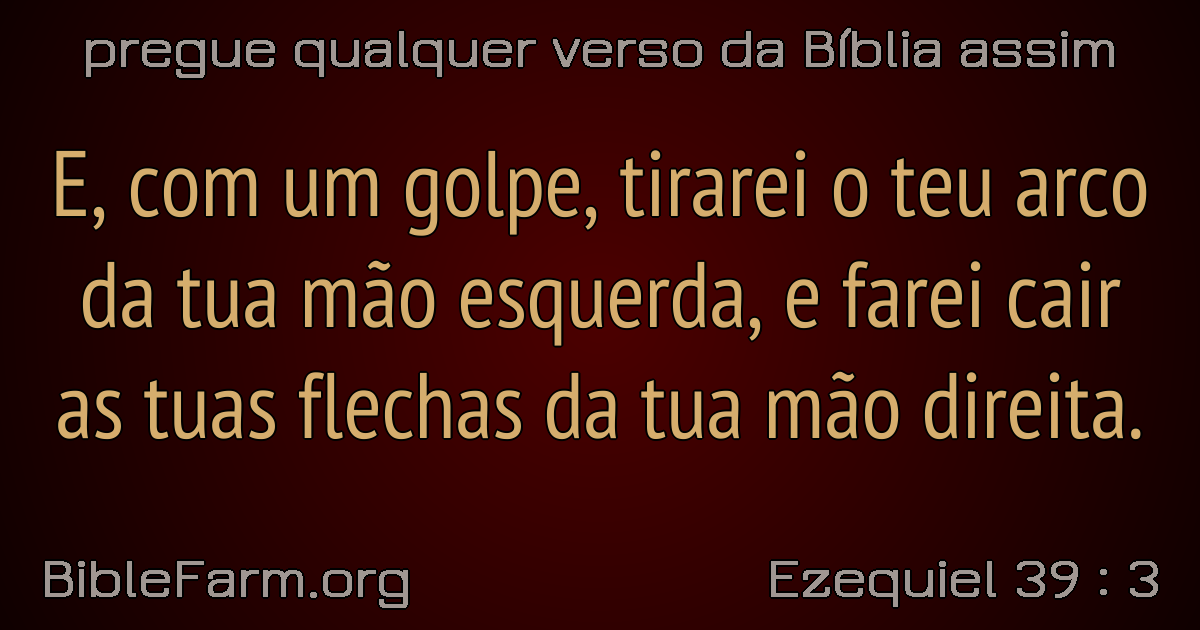 pregue qualquer verso da Bíblia assim
E, com um golpe, tirarei o teu arco
da tua mão esquerda, e farei cair
as tuas flechas da tua mão direita.
BibleFarm.org
Ezequiel 39 : 3